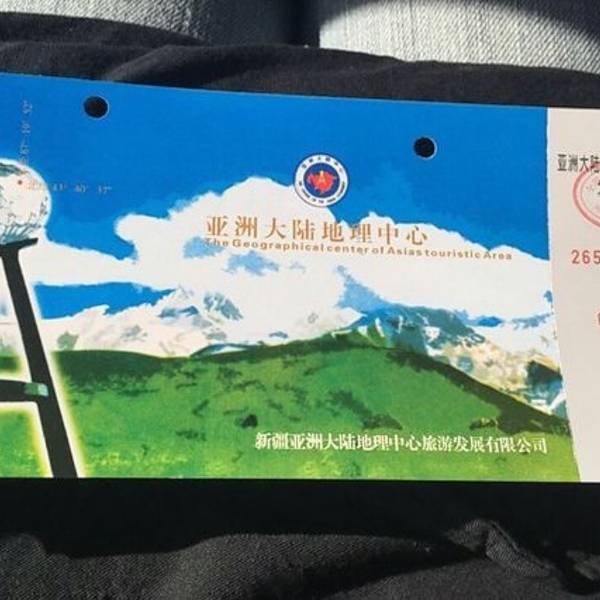 亚洲大陆地理中心
The Geographical center of Asias touristic Area
新疆亚洲大陆地理中心旅游发展有限公司
亚洲大陆
265